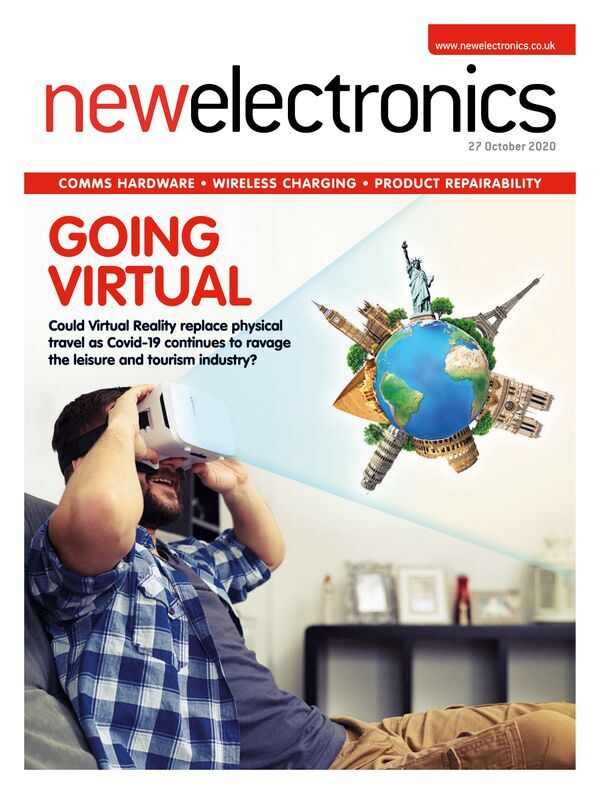 www.newelectronics.co.uk
newelectronics
27 October 2020
COMMS HARDWARE • WIRELESS CHARGING • PRODUCT REPAIRABILITY
GOING
VIRTUAL
Could Virtual Reality replace physical
travel as Covid-19 continues to ravage
the leisure and tourism industry?